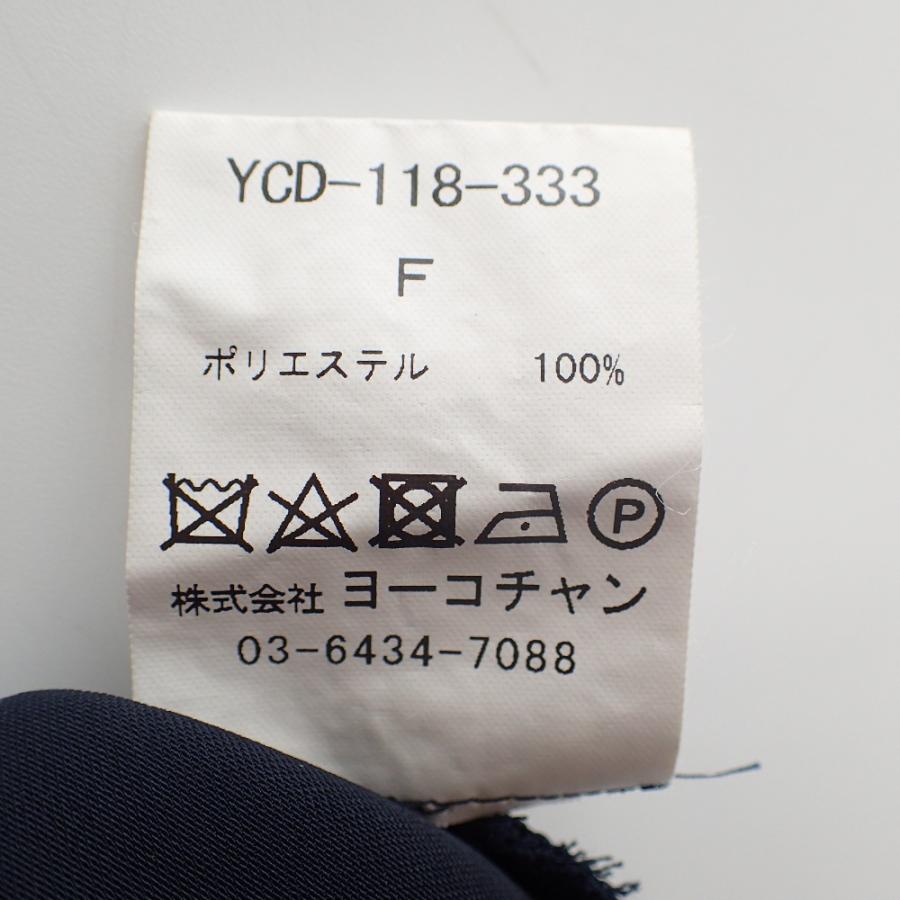 YCD-118-333
F
ポリエステル 100%
P
株式会社 ヨーコチャン
03-6434-7088